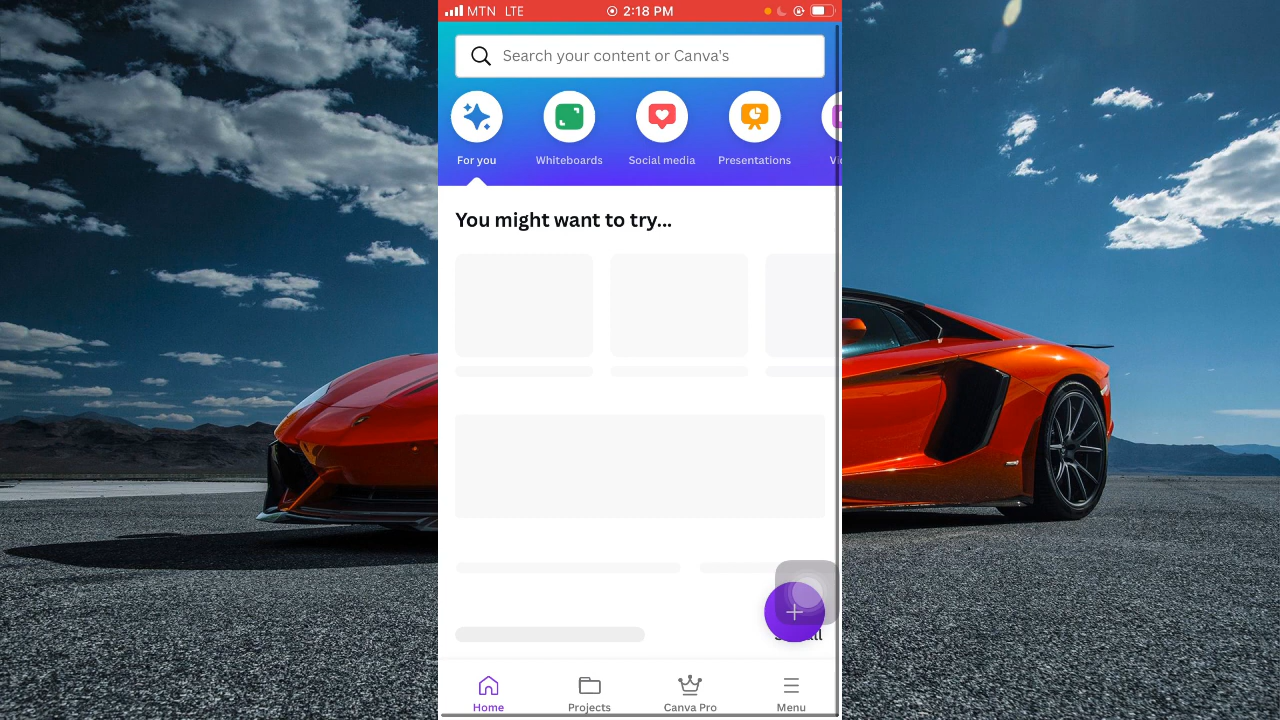 MTN LTE 2:18 PM
Search your content or Canva's
For you Whiteboards Social media Presentations
You might want to try...
Home Projects Canva Pro Menu